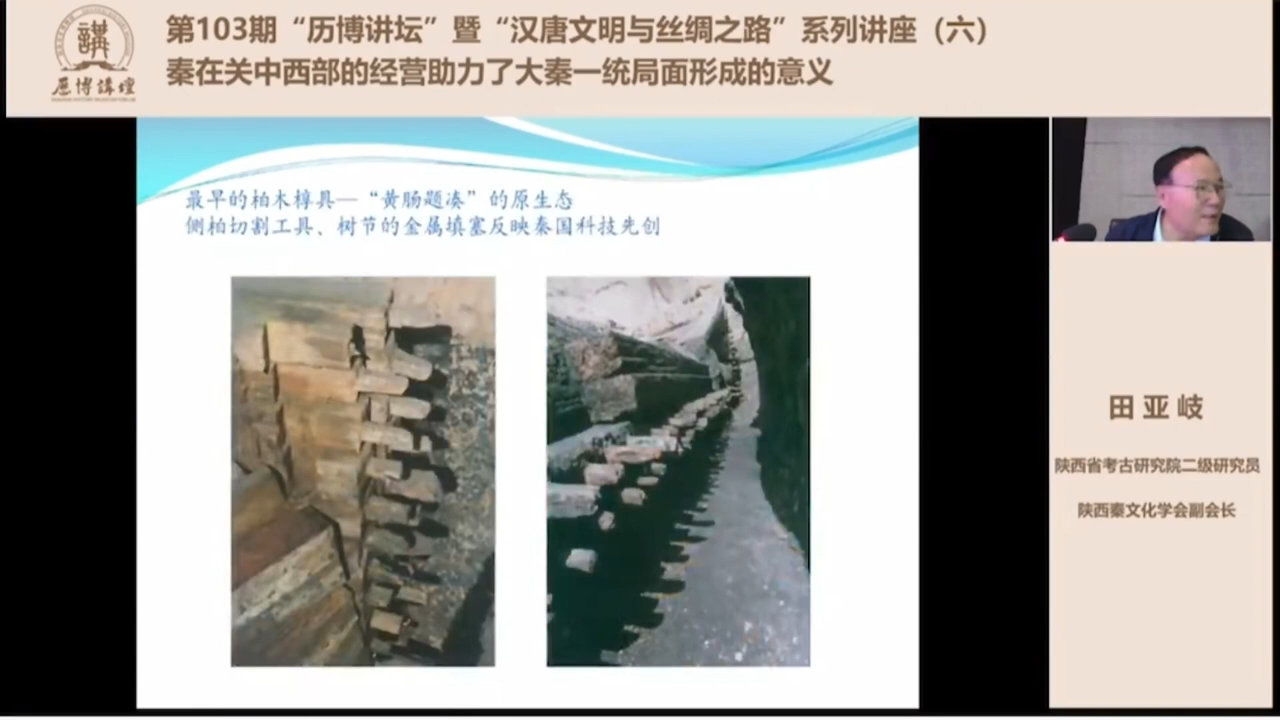 第103期“历博讲坛”暨“汉唐文明与丝绸之路”系列讲座（六）
秦在关中西部的经营助力了大秦一统局面形成的意义
講
历博講壇
最早的柏木椁具—“黄肠题凑”的原生态
侧柏切割工具、树节的金属填塞反映秦国科技先创
田亚岐
陕西省考古研究院二级研究员
陕西秦文化学会副会长